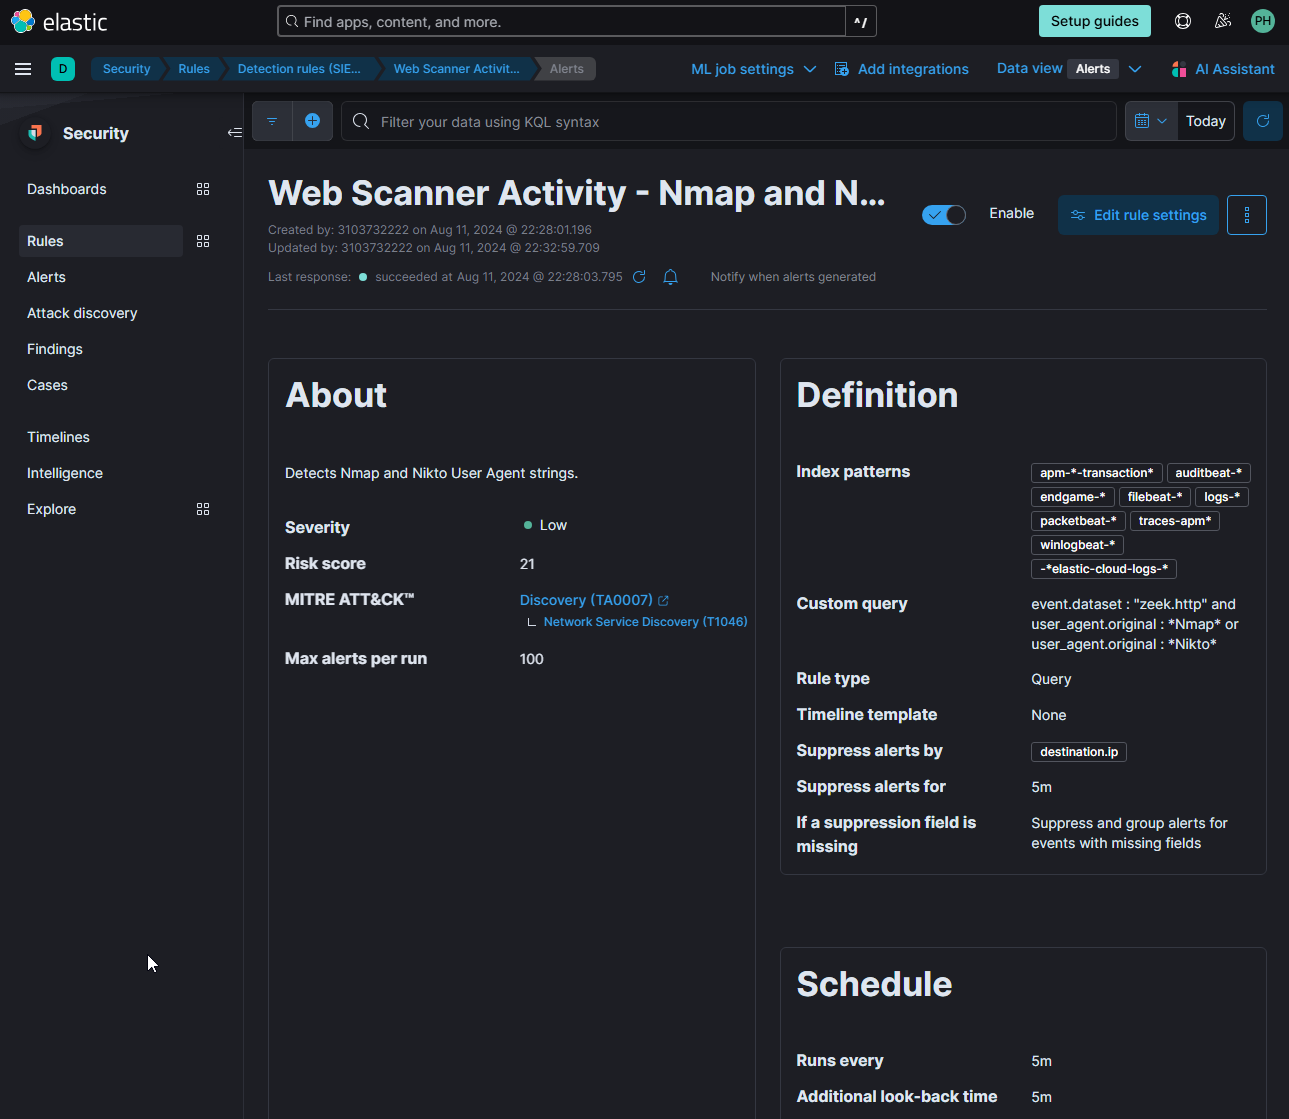 elastic
Find apps, content, and more.
^/
Setup guides
PH
D
Security
Rules
Detection rules (SIE...
Web Scanner Activit...
Alerts
ML job settings
Add integrations
Data view
Alerts
AI Assistant
Security
Dashboards
Rules
Alerts
Attack discovery
Findings
Cases
Timelines
Intelligence
Explore
Filter your data using KQL syntax
Today
Web Scanner Activity - Nmap and N...
Created by: 3103732222 on Aug 11, 2024 @ 22:28:01.196
Updated by: 3103732222 on Aug 11, 2024 @ 22:32:59.709
Last response: succeeded at Aug 11, 2024 @ 22:28:03.795
Notify when alerts generated
Enable
Edit rule settings
About
Detects Nmap and Nikto User Agent strings.
Severity Low
Risk score 21
MITRE ATT&CK™ Discovery (TA0007)
Network Service Discovery (T1046)
Max alerts per run 100
Definition
Index patterns apm-*-transaction* auditbeat-*
endgame-* filebeat-* logs-*
packetbeat-* traces-apm*
winlogbeat-*
-*elastic-cloud-logs-*
Custom query event.dataset : "zeek.http" and
user_agent.original : *Nmap* or
user_agent.original : *Nikto*
Rule type Query
Timeline template None
Suppress alerts by destination.ip
Suppress alerts for 5m
If a suppression field is missing
Suppress and group alerts for
events with missing fields
Schedule
Runs every 5m
Additional look-back time 5m